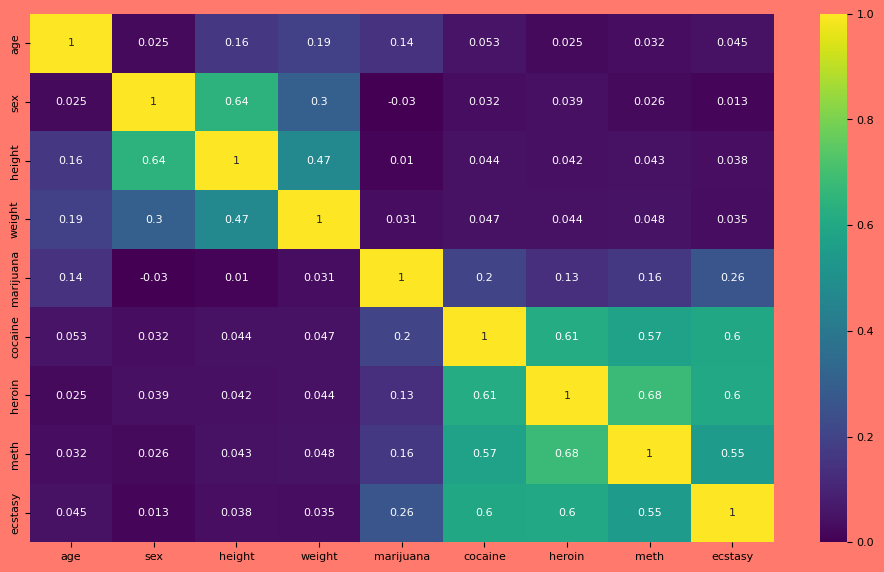 age 1 0.025 0.16 0.19 0.14 0.053 0.025 0.032 0.045 1.0
sex 0.025 1 0.64 0.3 -0.03 0.032 0.039 0.026 0.013 0.8
height 0.16 0.64 1 0.47 0.01 0.044 0.042 0.043 0.038
weight 0.19 0.3 0.47 1 0.031 0.047 0.044 0.048 0.035 0.6
marijuana 0.14 -0.03 0.01 0.031 1 0.2 0.13 0.16 0.26
cocaine 0.053 0.032 0.044 0.047 0.2 1 0.61 0.57 0.6 0.4
heroin 0.025 0.039 0.042 0.044 0.13 0.61 1 0.68 0.6
meth 0.032 0.026 0.043 0.048 0.16 0.57 0.68 1 0.55 0.2
ecstasy 0.045 0.013 0.038 0.035 0.26 0.6 0.6 0.55 1 0.0
age sex height weight marijuana cocaine heroin meth ecstasy